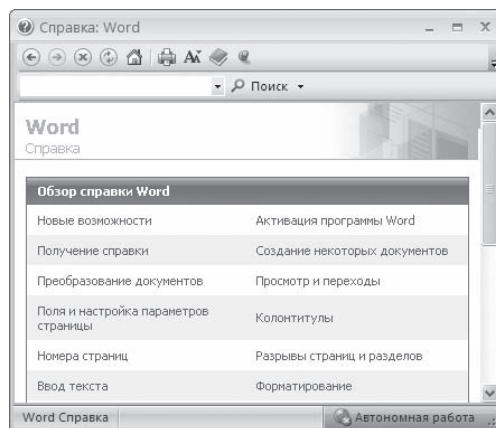 Справка: Word
Поиск
Word
Справка
Обзор справки Word
Новые возможности
Активация программы Word
Получение справки
Создание некоторых документов
Преобразование документов
Просмотр и переходы
Поля и настройка параметров
страницы
Колонтитулы
Номера страниц
Разрывы страниц и разделов
Ввод текста
Форматирование
Word Справка
Автономная работа